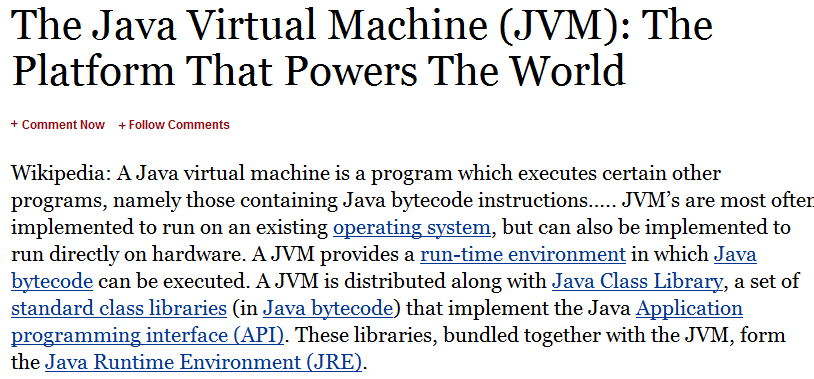 The Java Virtual Machine (JVM): The
Platform That Powers The World
+ Comment Now + Follow Comments
Wikipedia: A Java virtual machine is a program which executes certain other
programs, namely those containing Java bytecode instructions..... JVM’s are most often
implemented to run on an existing operating system, but can also be implemented to
run directly on hardware. A JVM provides a run-time environment in which Java
bytecode can be executed. A JVM is distributed along with Java Class Library, a set of
standard class libraries (in Java bytecode) that implement the Java Application
programming interface (API). These libraries, bundled together with the JVM, form
the Java Runtime Environment (JRE).